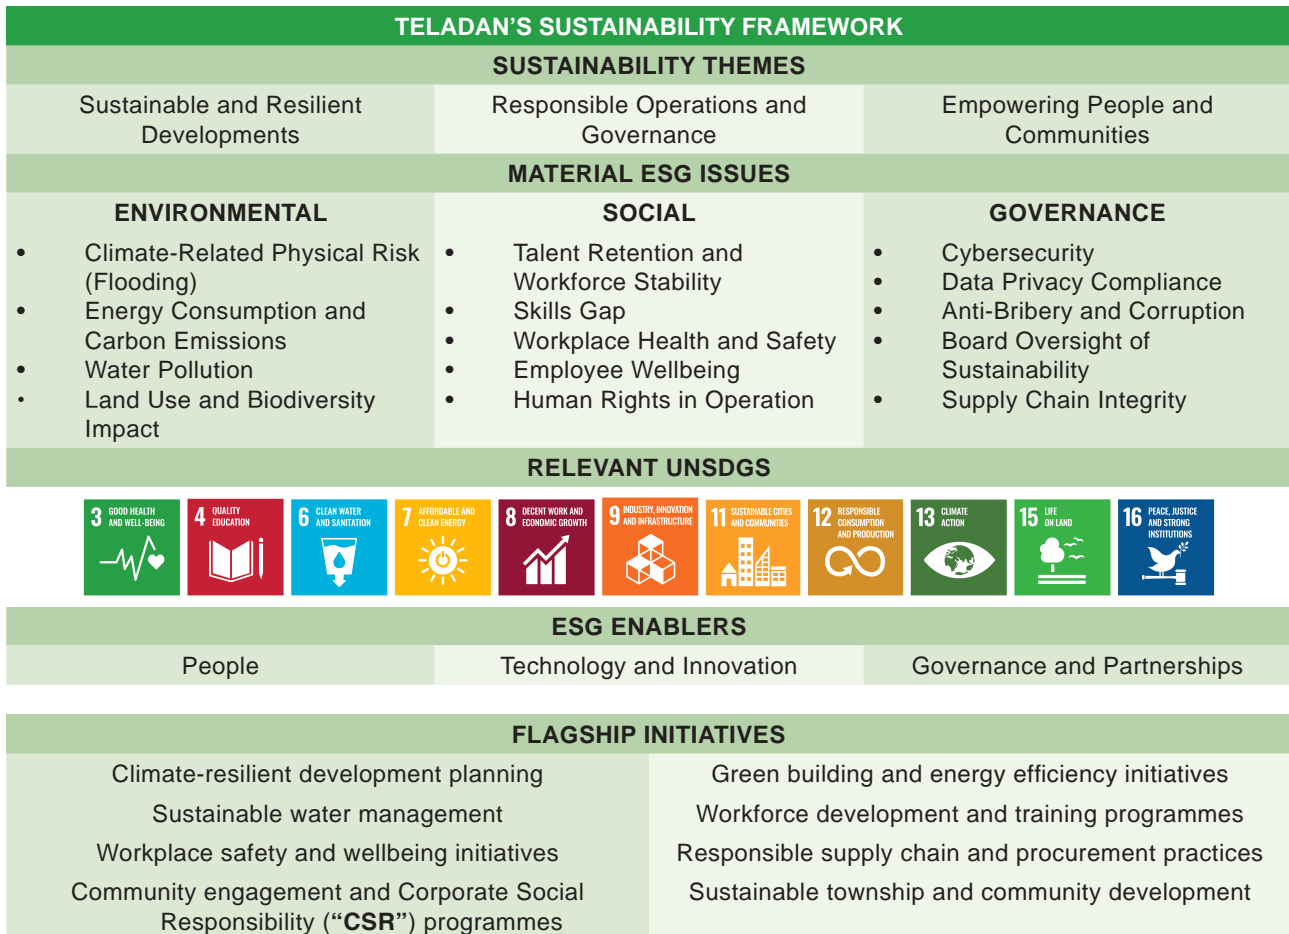 TELADAN’S SUSTAINABILITY FRAMEWORK
SUSTAINABILITY THEMES
Sustainable and Resilient
Developments
Responsible Operations and
Governance
Empowering People and
Communities
MATERIAL ESG ISSUES
ENVIRONMENTAL
• Climate-Related Physical Risk
(Flooding)
• Energy Consumption and
Carbon Emissions
• Water Pollution
• Land Use and Biodiversity
Impact
SOCIAL
• Talent Retention and
Workforce Stability
• Skills Gap
• Workplace Health and Safety
• Employee Wellbeing
• Human Rights in Operation
GOVERNANCE
• Cybersecurity
• Data Privacy Compliance
• Anti-Bribery and Corruption
• Board Oversight of
Sustainability
• Supply Chain Integrity
RELEVANT UNSDGS
3 GOOD HEALTH
AND WELL-BEING
4 QUALITY
EDUCATION
6 CLEAN WATER
AND SANITATION
7 AFFORDABLE AND
CLEAN ENERGY
8 DECENT WORK AND
ECONOMIC GROWTH
9 INDUSTRY, INNOVATION
AND INFRASTRUCTURE
11 SUSTAINABLE CITIES
AND COMMUNITIES
12 RESPONSIBLE
CONSUMPTION
AND PRODUCTION
13 CLIMATE
ACTION
15 LIFE
ON LAND
16 PEACE, JUSTICE
AND STRONG
INSTITUTIONS
ESG ENABLERS
People
Technology and Innovation
Governance and Partnerships
FLAGSHIP INITIATIVES
Climate-resilient development planning
Green building and energy efficiency initiatives
Sustainable water management
Workforce development and training programmes
Workplace safety and wellbeing initiatives
Responsible supply chain and procurement practices
Community engagement and Corporate Social
Responsibility (“CSR”) programmes
Sustainable township and community development